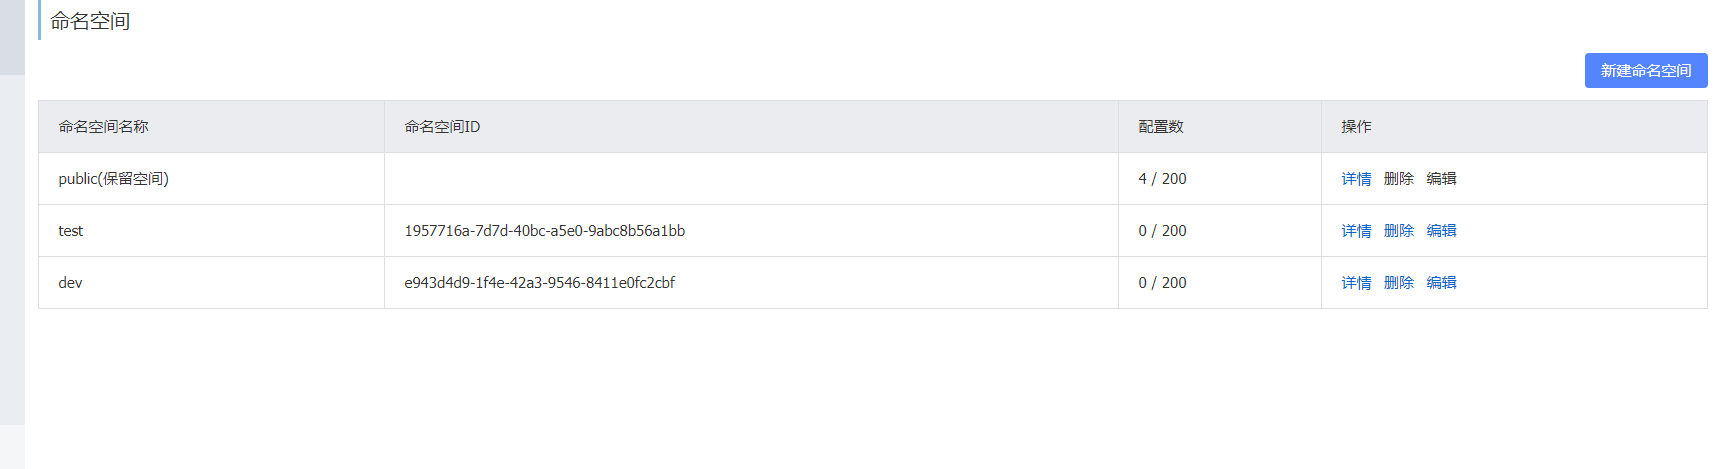 命名空间
新建命名空间
命名空间名称 命名空间ID 配置数 操作
public(保留空间) 4 / 200 详情 删除 编辑
test 1957716a-7d7d-40bc-a5e0-9abc8b56a1bb 0 / 200 详情 删除 编辑
dev e943d4d9-1f4e-42a3-9546-8411e0fc2cbf 0 / 200 详情 删除 编辑